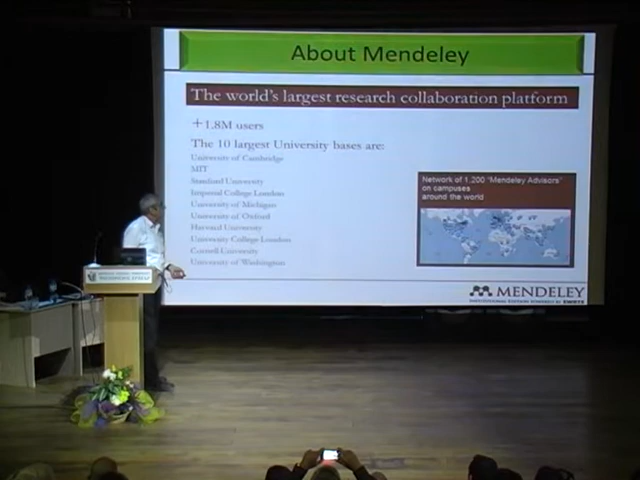 About Mendeley
The world's largest research collaboration platform
+1.8M users
The 10 largest University bases are:
University of Cambridge
MIT
Stanford University
Imperial College London
University of Michigan
University of Oxford
Harvard University
University College London
Cornell University
University of Washington
Network of 1,200 "Mendeley Advisors"
on campuses
around the world
MENDELEY